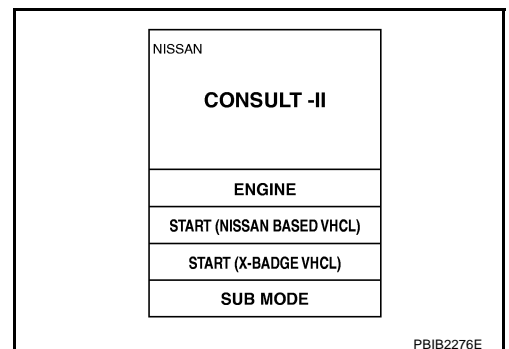 NISSAN
CONSULT -II
ENGINE
START (NISSAN BASED VHCL)
START (X-BADGE VHCL)
SUB MODE
PBIB2276E